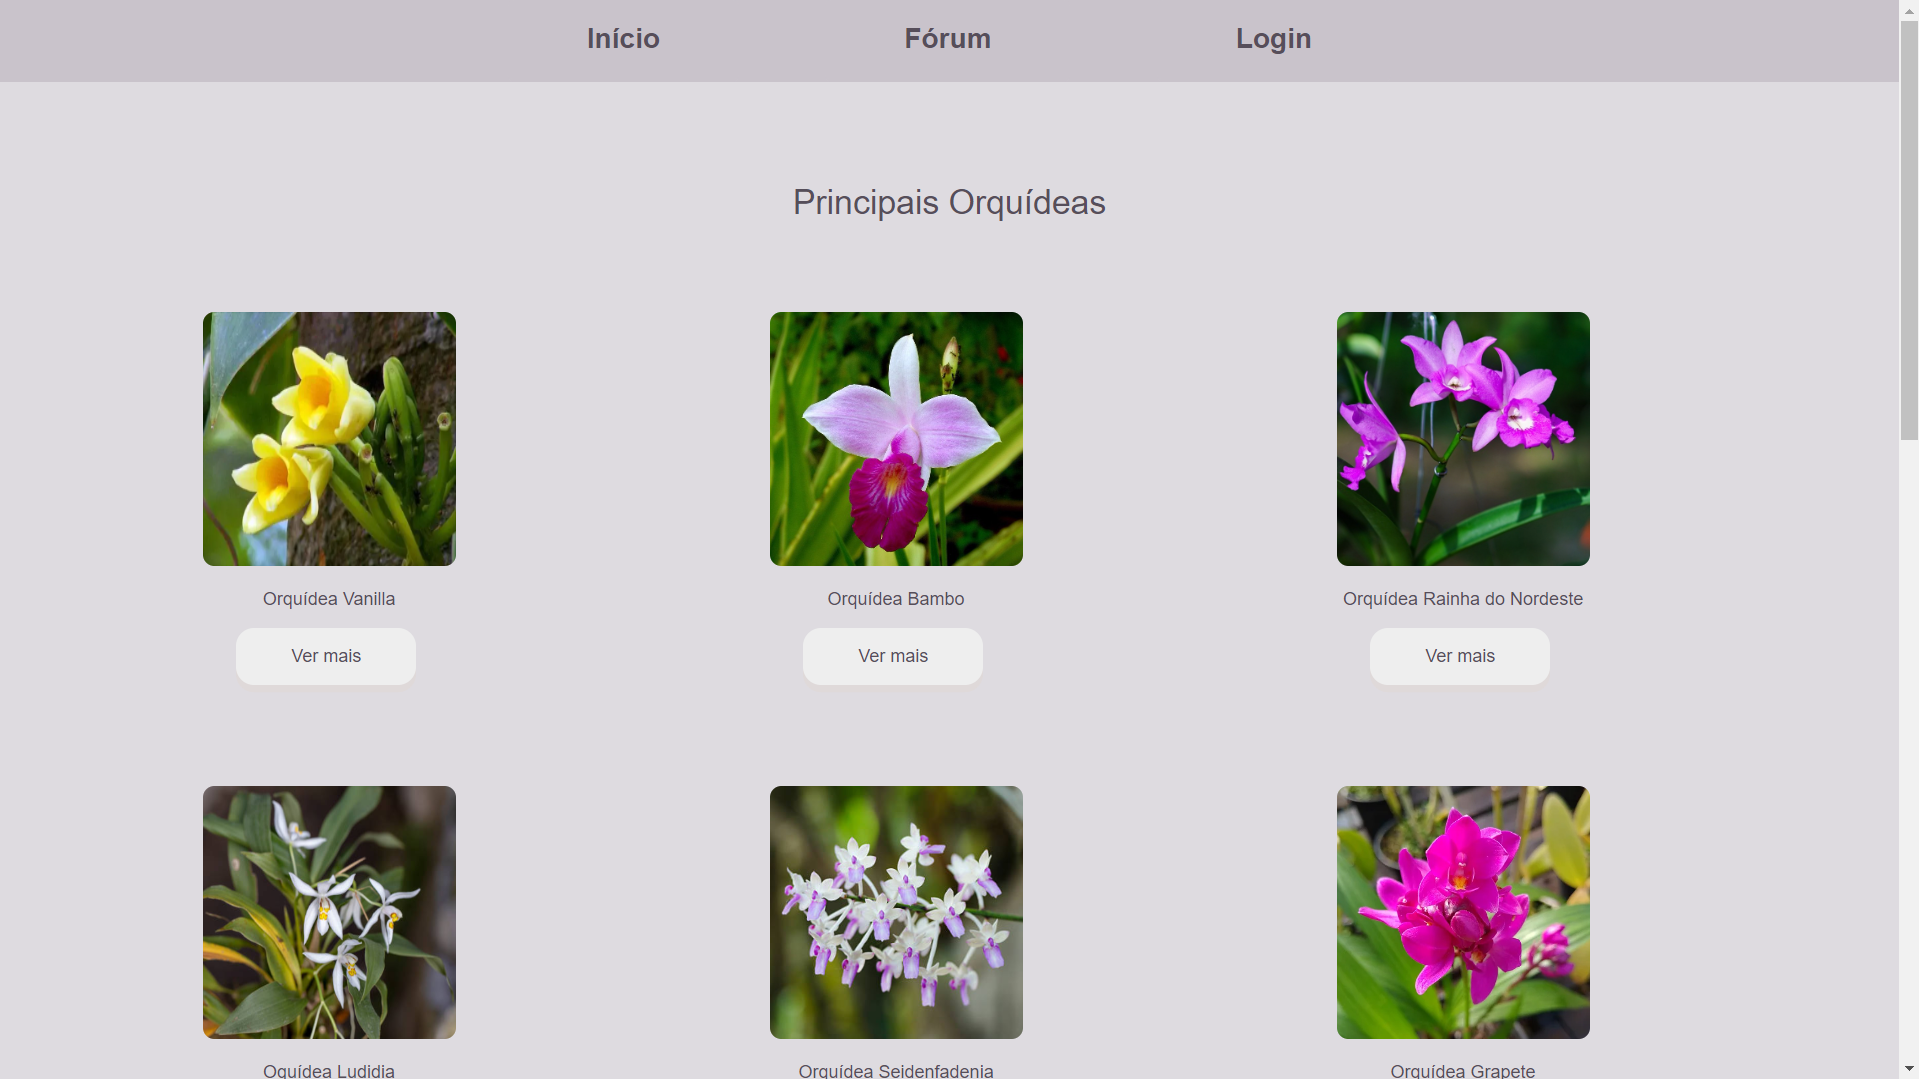 Início Fórum Login
Principais Orquídeas
Orquídea Vanilla
Orquídea Bambo
Orquídea Rainha do Nordeste
Ver mais
Ver mais
Ver mais
Oquídea Ludidia
Orquídea Seidenfadenia
Orquídea Grapete